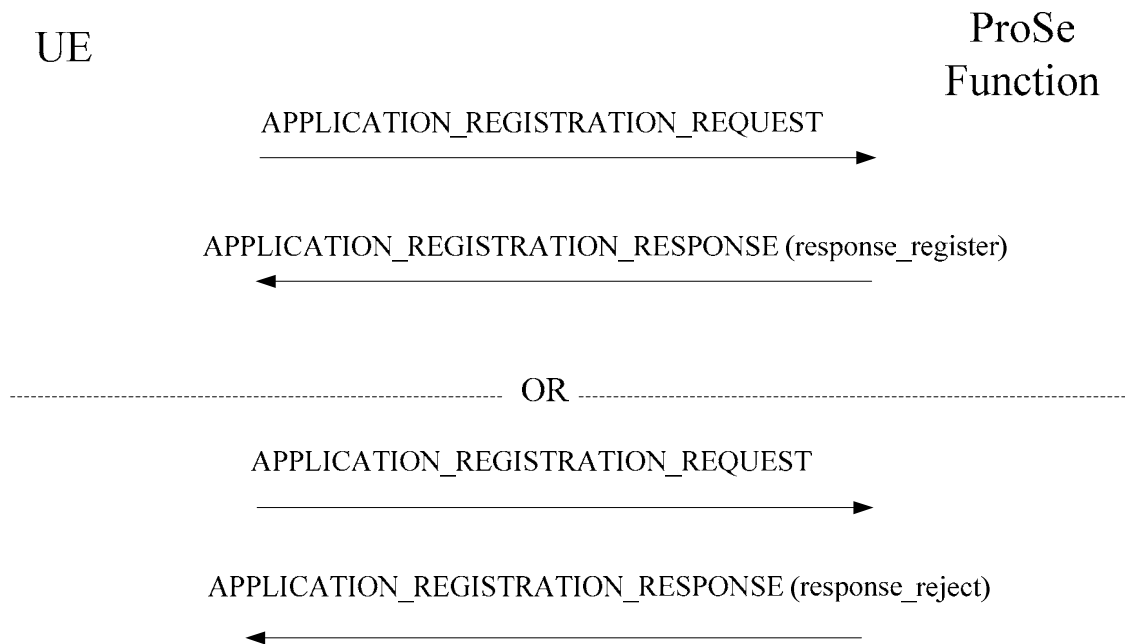 UE
ProSe
Function
APPLICATION_REGISTRATION_REQUEST
APPLICATION_REGISTRATION_RESPONSE (response_register)
OR
APPLICATION_REGISTRATION_REQUEST
APPLICATION_REGISTRATION_RESPONSE (response_reject)